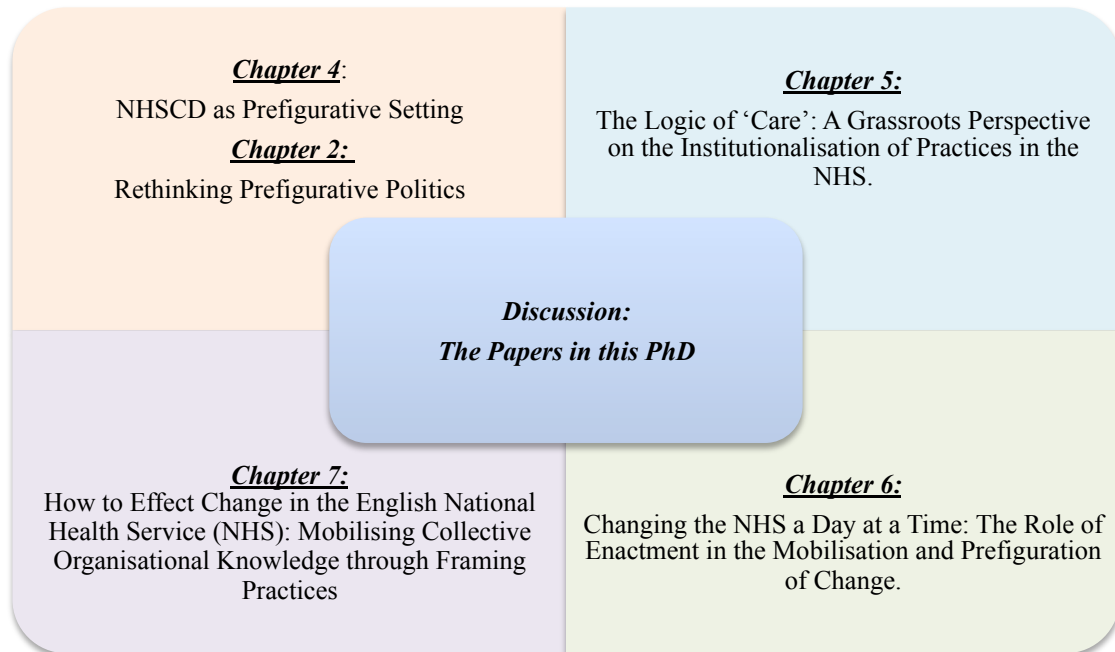 Chapter 4:
NHSCD as Prefigurative Setting
Chapter 2:
Rethinking Prefigurative Politics
Chapter 5:
The Logic of ‘Care’: A Grassroots Perspective
on the Institutionalisation of Practices in the
NHS.
Discussion:
The Papers in this PhD
Chapter 7:
How to Effect Change in the English National
Health Service (NHS): Mobilising Collective
Organisational Knowledge through Framing
Practices
Chapter 6:
Changing the NHS a Day at a Time: The Role of
Enactment in the Mobilisation and Prefiguration
of Change.